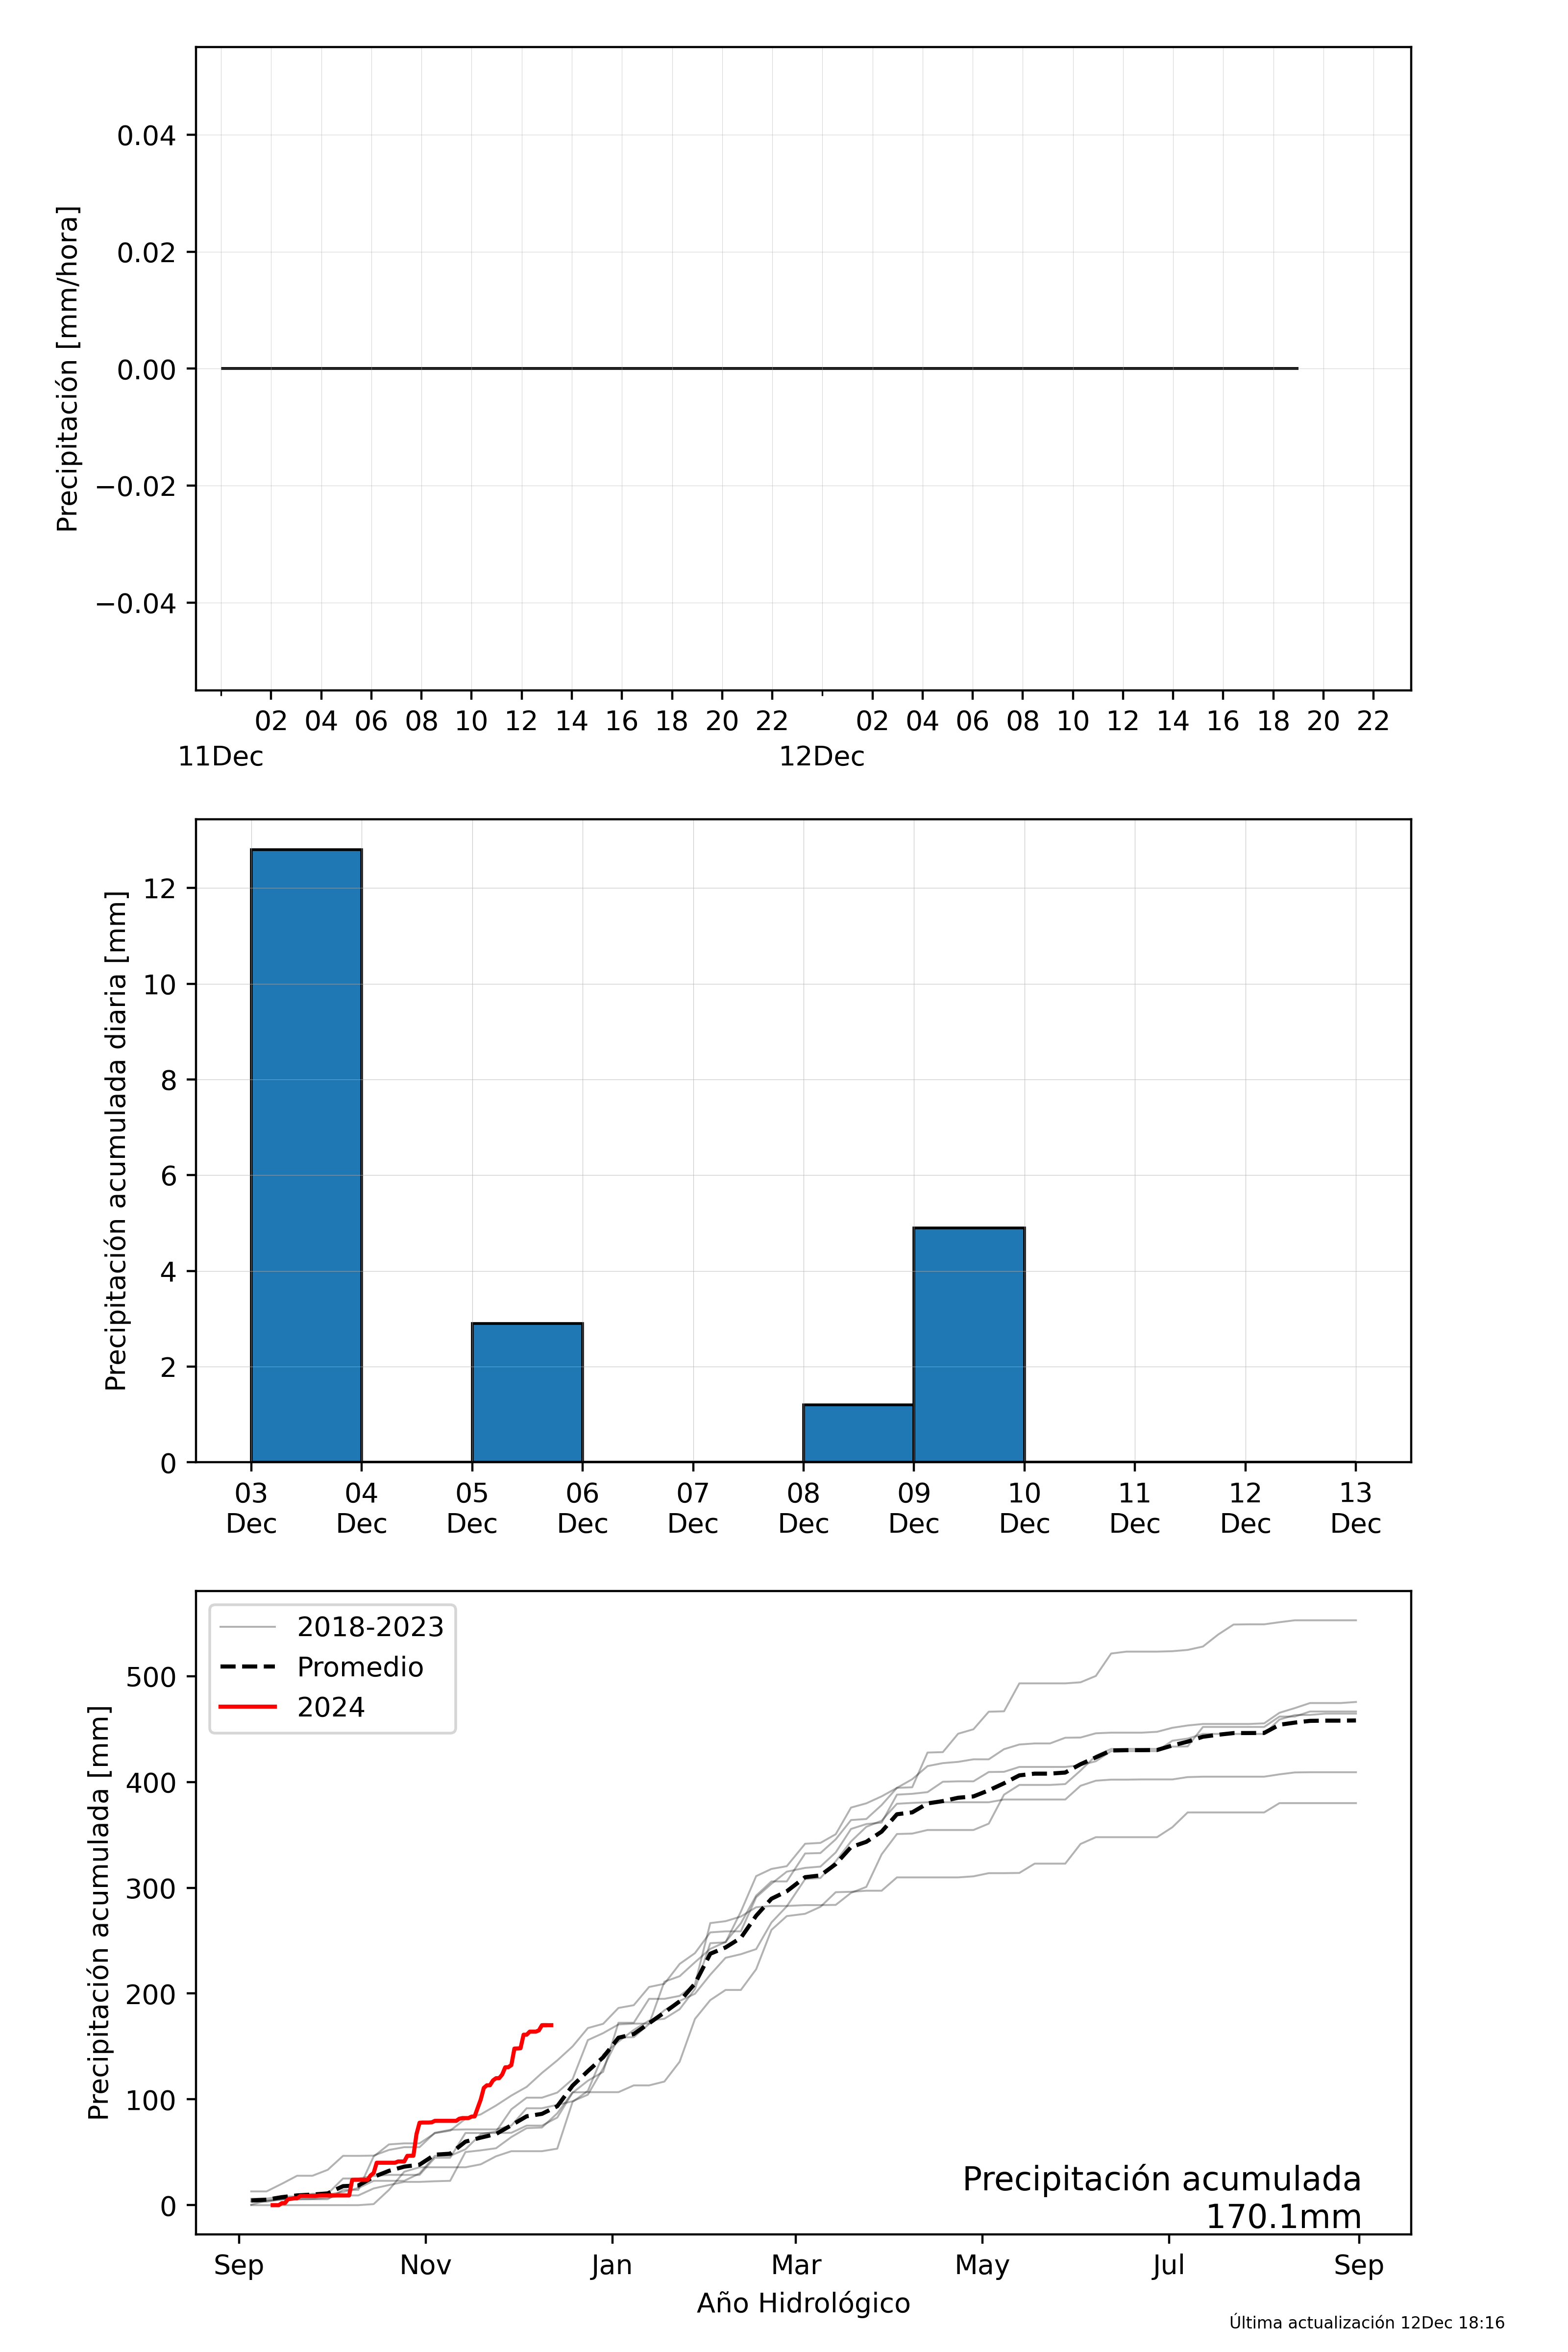 Precipitación [mm/hora]
0.04
0.02
0.00
−0.02
−0.04
02 04 06 08 10 12 14 16 18 20 22 02 04 06 08 10 12 14 16 18 20 22
11Dec 12Dec
Precipitación acumulada diaria [mm]
12
10
8
6
4
2
0
03 04 05 06 07 08 09 10 11 12 13
Dec Dec Dec Dec Dec Dec Dec Dec Dec Dec Dec
Precipitación acumulada [mm]
2018-2023
Promedio
2024
500
400
300
200
100
0
Precipitación acumulada
170.1mm
Sep Nov Jan Mar May Jul Sep
Año Hidrológico
Última actualización 12Dec 18:16